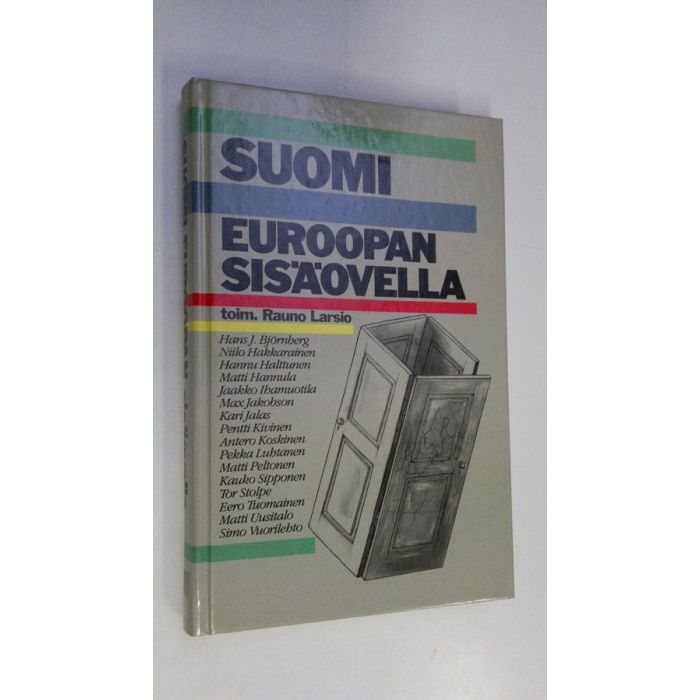 SUOMI
EUROOPAN
SISÄOVELLA
toim. Rauno Larsio
Hans J. Björnberg
Niilo Hakkarainen
Hannu Halttunen
Matti Hannula
Jaakko Ihamuotila
Max Jakobson
Kari Jalas
Pentti Kivinen
Antero Koskinen
Pekka Luhtanen
Matti Peltonen
Kauko Sipponen
Tor Stolpe
Eero Tuomainen
Matti Uusitalo
Simo Vuorilehto